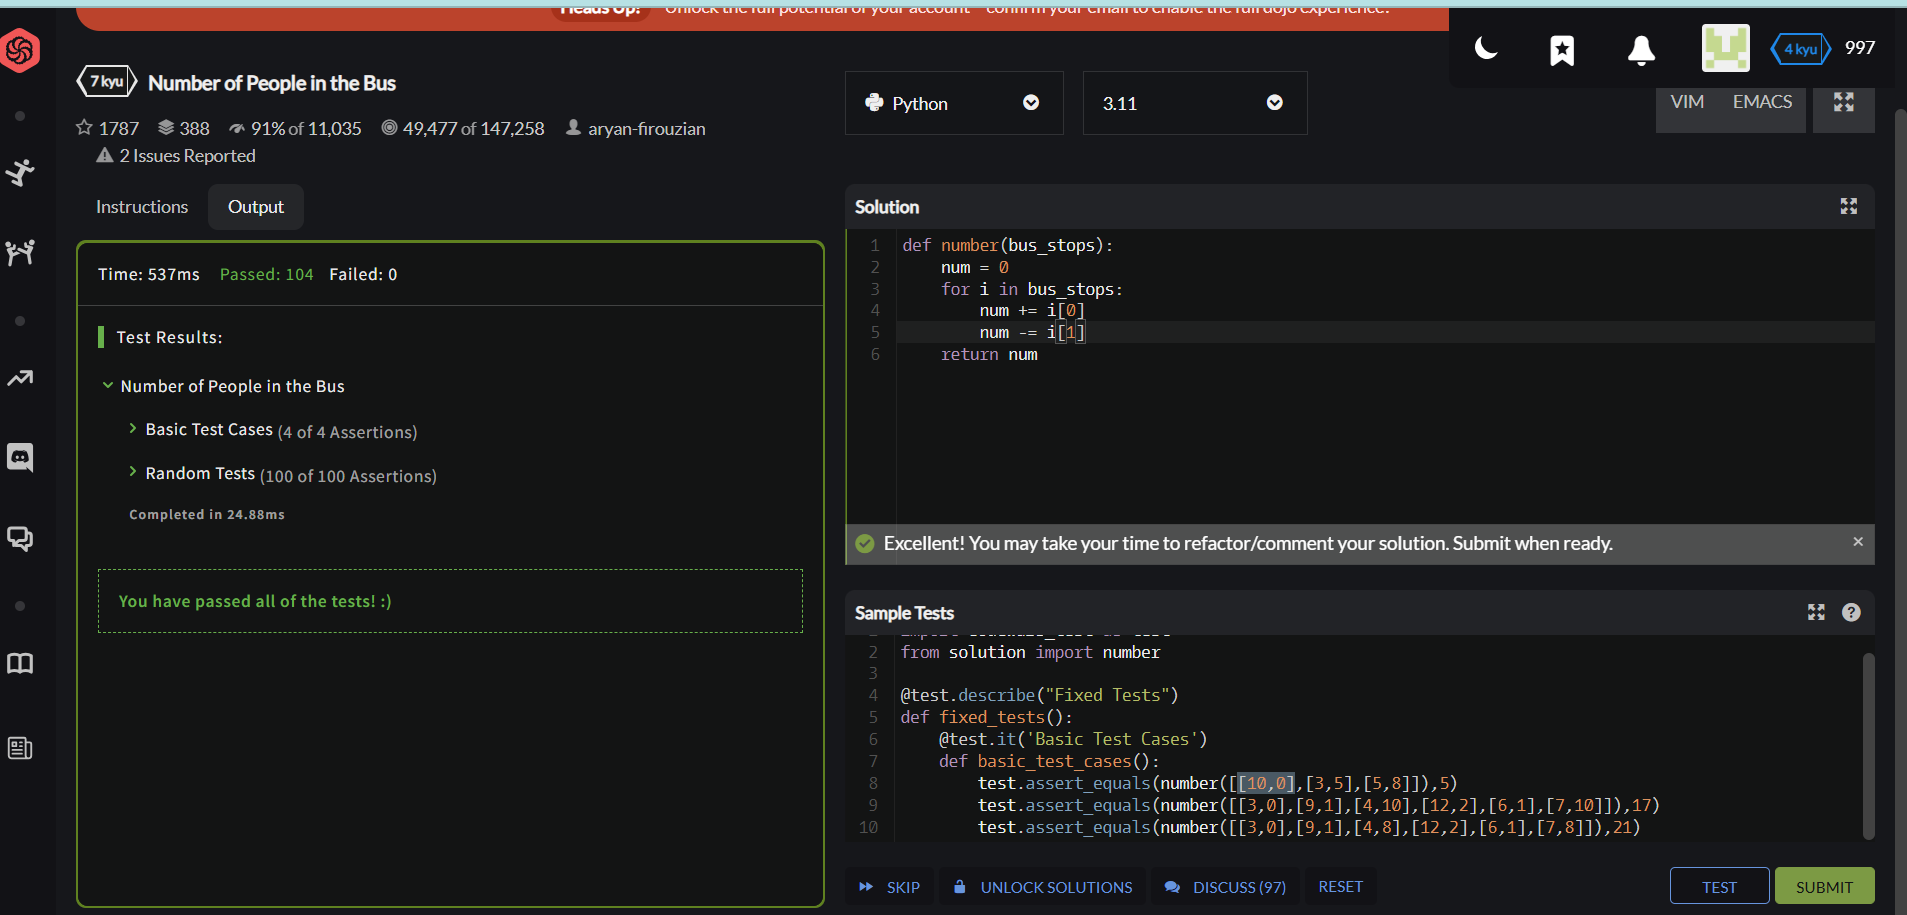 Heads Up! Unlock the full potential of your account - confirm your email to enable the full dojo experience!
4 kyu 997
7 kyu Number of People in the Bus
1787 388 91% of 11,035 49,477 of 147,258 aryan-firouzian
2 Issues Reported
Python
3.11
VIM EMACS
Instructions Output
Time: 537ms Passed: 104 Failed: 0
Test Results:
Number of People in the Bus
Basic Test Cases (4 of 4 Assertions)
Random Tests (100 of 100 Assertions)
Completed in 24.88ms
You have passed all of the tests! :)
Solution
1 def number(bus_stops):
2     num = 0
3     for i in bus_stops:
4         num += i[0]
5         num -= i[1]
6     return num
Excellent! You may take your time to refactor/comment your solution. Submit when ready. ×
Sample Tests
2 from solution import number
3
4 @test.describe("Fixed Tests")
5 def fixed_tests():
6     @test.it('Basic Test Cases')
7     def basic_test_cases():
8         test.assert_equals(number([[10,0],[3,5],[5,8]]),5)
9         test.assert_equals(number([[3,0],[9,1],[4,10],[12,2],[6,1],[7,10]]),17)
10         test.assert_equals(number([[3,0],[9,1],[4,8],[12,2],[6,1],[7,8]]),21)
SKIP UNLOCK SOLUTIONS DISCUSS (97) RESET TEST SUBMIT